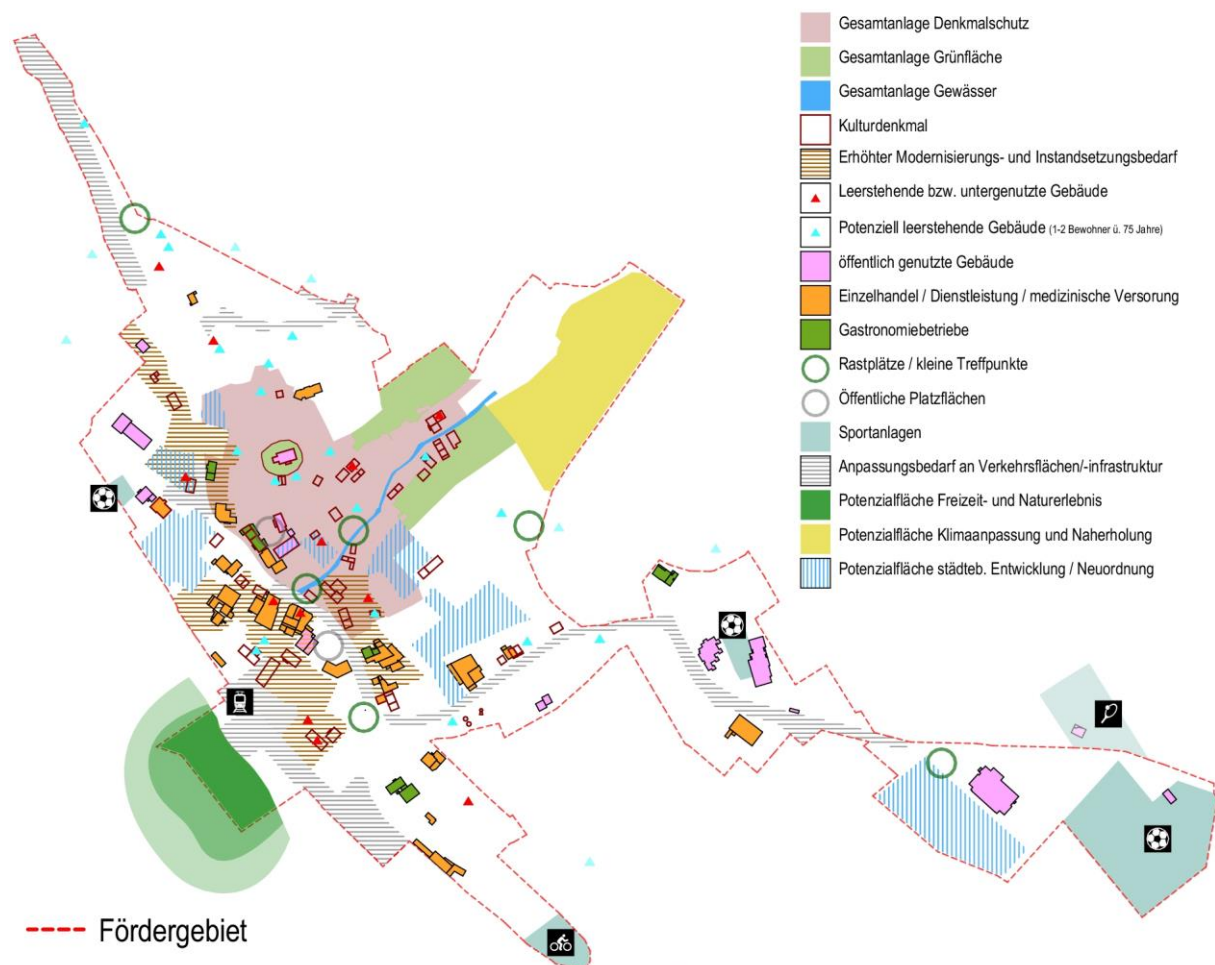 Gesamtanlage Denkmalschutz
Gesamtanlage Grünfläche
Gesamtanlage Gewässer
Kulturdenkmal
Erhöhter Modernisierungs- und Instandsetzungsbedarf
Leerstehende bzw. untergenutzte Gebäude
Potenziell leerstehende Gebäude (1-2 Bewohner ü. 75 Jahre)
öffentlich genutzte Gebäude
Einzelhandel / Dienstleistung / medizinische Versorung
Gastronomiebetriebe
Rastplätze / kleine Treffpunkte
Öffentliche Platzflächen
Sportanlagen
Anpassungsbedarf an Verkehrsflächen/-infrastruktur
Potenzialfläche Freizeit- und Naturerlebnis
Potenzialfläche Klimaanpassung und Naherholung
Potenzialfläche städteb. Entwicklung / Neuordnung
Fördergebiet